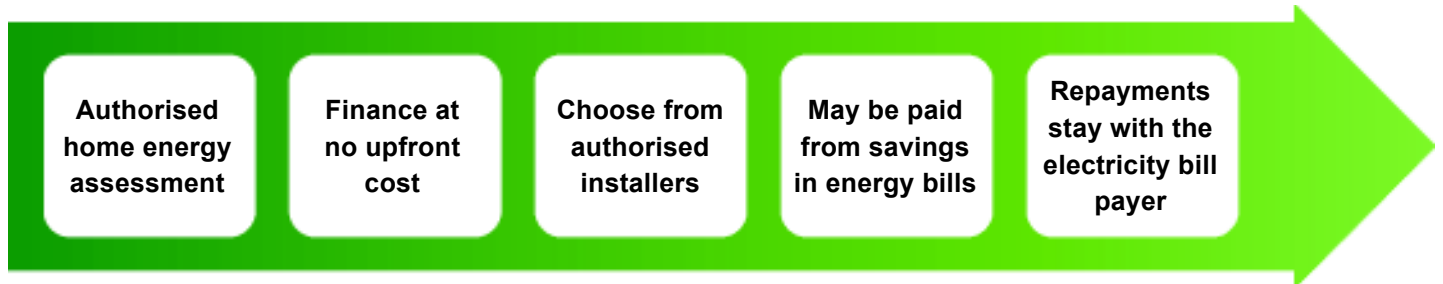 Authorised
home energy
assessment
Finance at
no upfront
cost
Choose from
authorised
installers
May be paid
from savings
in energy bills
Repayments
stay with the
electricity bill
payer